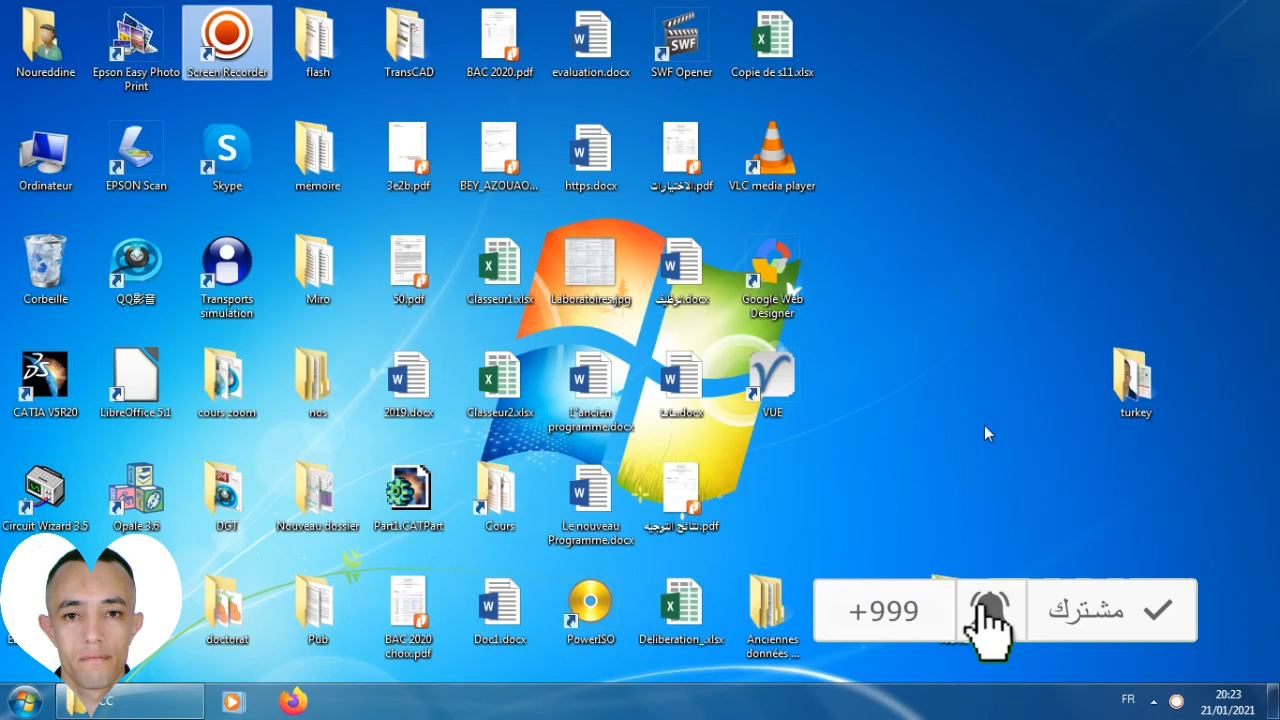 Noureddine
Epson Easy Photo
Print
Screen Recorder
flash
TransCAD
BAC 2020.pdf
evaluation.docx
SWF Opener
SWF
Copie de s11.xlsx
Ordinateur
EPSON Scan
Skype
mémoire
3e2b.pdf
BEY_AZOUAO...
https.docx
الاختيارات.pdf
VLC media player
Corbeille
QQ影音
Transports
simulation
Miro
50.pdf
Classeur1.xlsx
Laboratoires.jpg
توظيف.docx
Google Web
Designer
CATIA V5R20
LibreOffice 5.1
cours zoom
nos
2019.docx
Classeur2.xlsx
L'ancien
programme.docx
VUE
turkey
Circuit Wizard 3.5
Opale 3.6
DGT
Nouveau dossier
Part1.CATPart
Cours
Le nouveau
Programme.docx
نتائج التوجيه.pdf
doctorat
Pub
BAC 2020
choix.pdf
Doc1.docx
PowerISO
Deliberation_.xlsx
Anciennes
données ...
+999
مشترك
CC
FR
20:23
21/01/2021